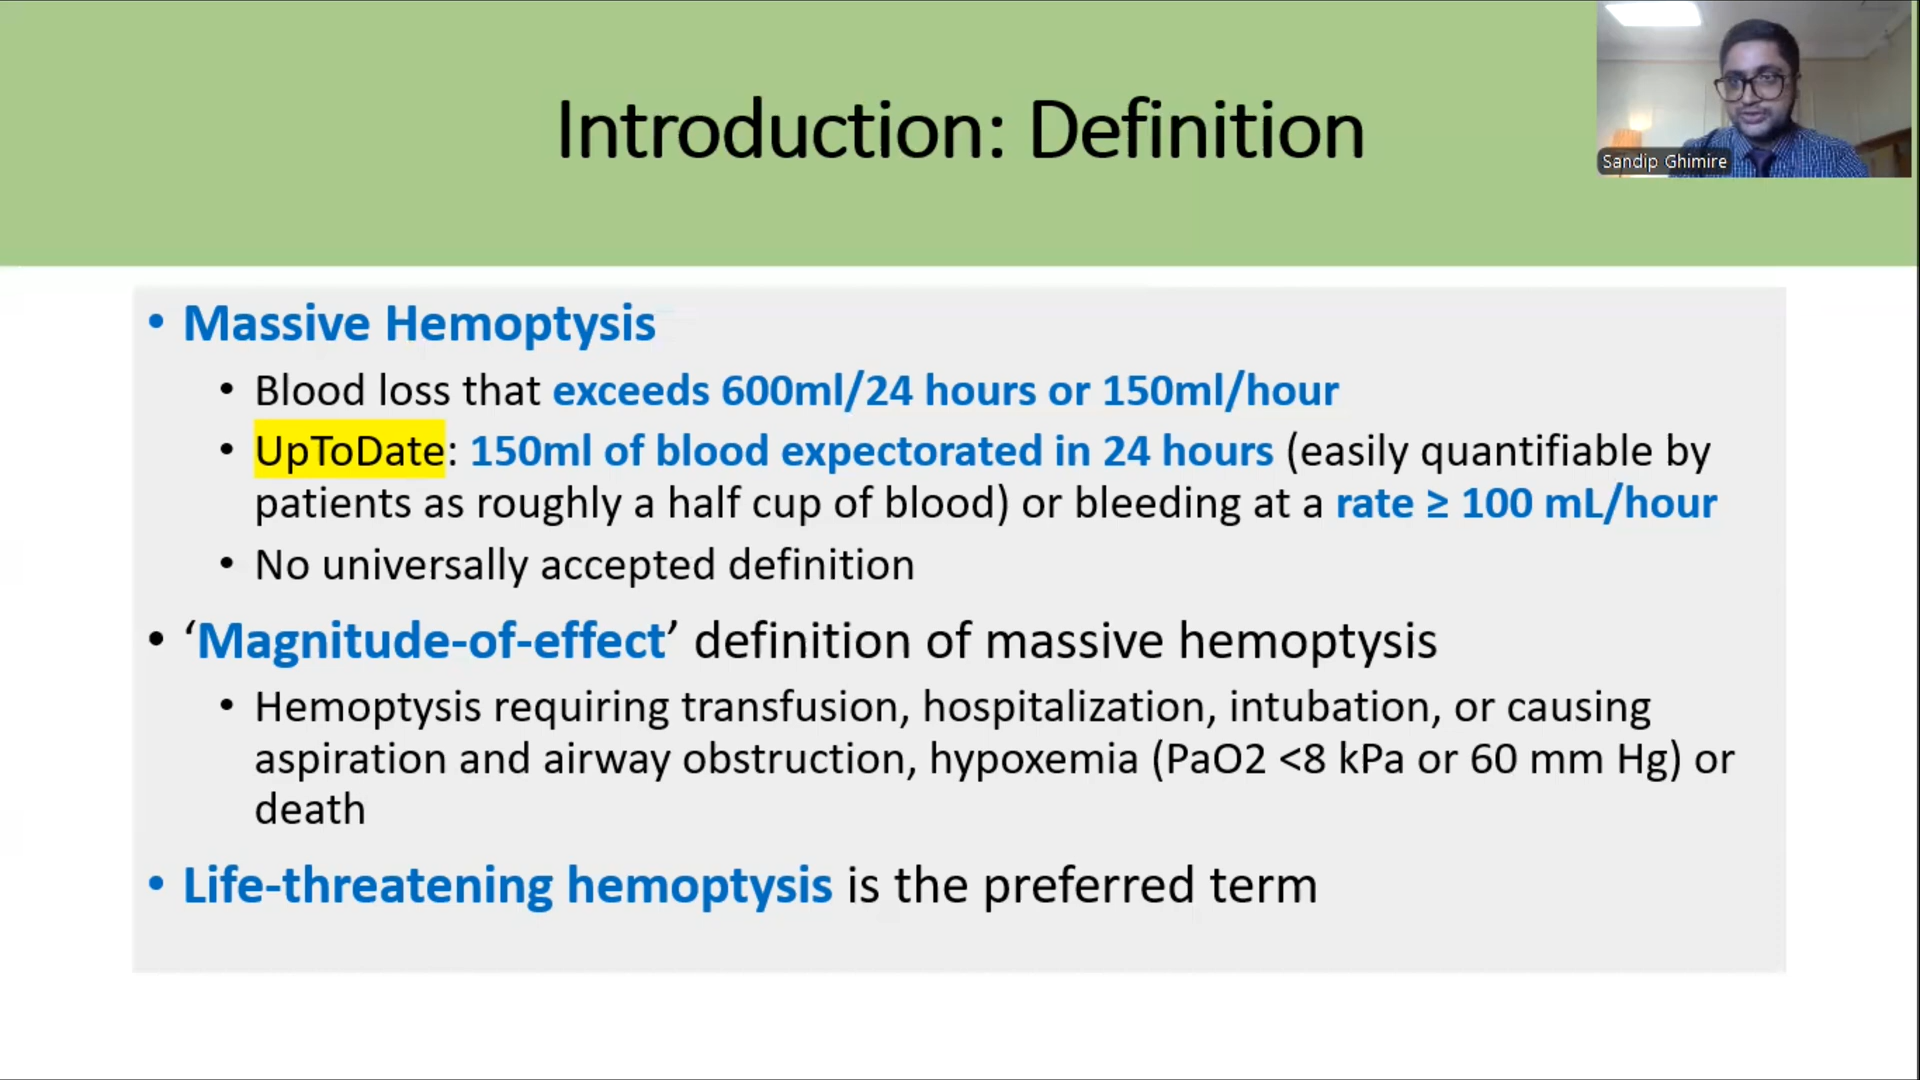 Introduction: Definition
Sandip Ghimire
• Massive Hemoptysis
• Blood loss that exceeds 600ml/24 hours or 150ml/hour
• UpToDate: 150ml of blood expectorated in 24 hours (easily quantifiable by
patients as roughly a half cup of blood) or bleeding at a rate ≥ 100 mL/hour
• No universally accepted definition
• ‘Magnitude-of-effect’ definition of massive hemoptysis
• Hemoptysis requiring transfusion, hospitalization, intubation, or causing
aspiration and airway obstruction, hypoxemia (PaO2 <8 kPa or 60 mm Hg) or
death
• Life-threatening hemoptysis is the preferred term